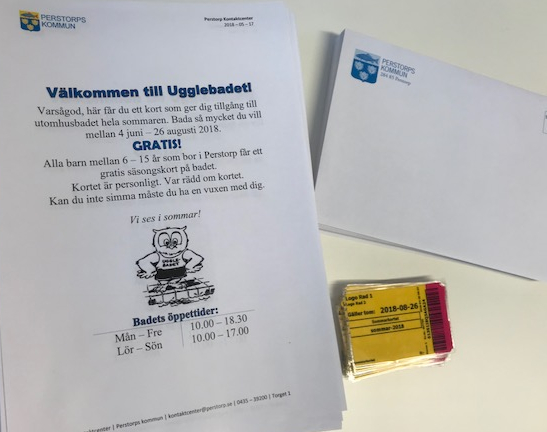 PERSTORPS
KOMMUN
Perstorp Kontaktcenter
2018 – 05 – 17
Välkommen till Ugglebadet!
Varsågod, här får du ett kort som ger dig tillgång till
utomhusbadet hela sommaren. Bada så mycket du vill
mellan 4 juni – 26 augusti 2018.
GRATIS!
Alla barn mellan 6 – 15 år som bor i Perstorp får ett
gratis säsongskort på badet.
Kortet är personligt. Var rädd om kortet.
Kan du inte simma måste du ha en vuxen med dig.
Vi ses i sommar!
UGGLE-
BADET
Badets öppettider:
Mån – Fre 10.00 – 18.30
Lör – Sön 10.00 – 17.00
| Perstorps kommun | kontaktcenter@perstorp.se | 0435 – 39200 | Torget 1
PERSTORPS
KOMMUN
284 85 Perstorp
Logo Rad 1
Logo Rad 2
Gäller tom: 2018-08-26
Sommarkortet
sommar-2018